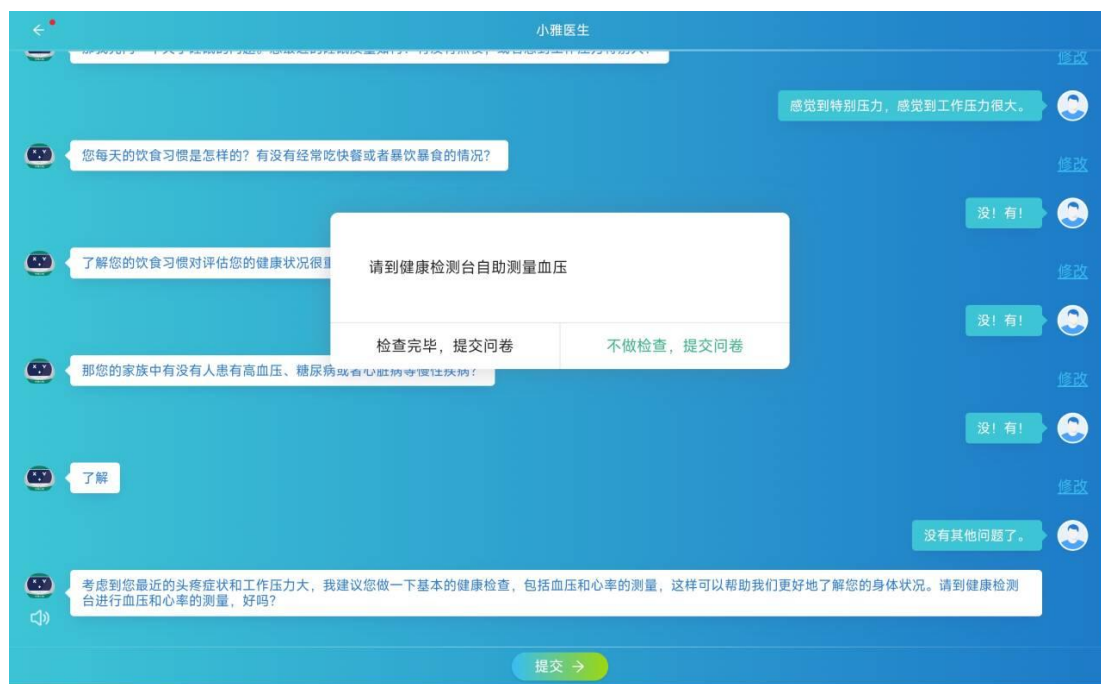 小雅医生
修改
感觉到特别压力，感觉到工作压力很大。
您每天的饮食习惯是怎样的？有没有经常吃快餐或者暴饮暴食的情况？
修改
没！有！
了解您的饮食习惯对评估您的健康状况很重
修改
没！有！
请到健康检测台自助测量血压
检查完毕，提交问卷
不做检查，提交问卷
那您的家族中有没有人患有高血压、糖尿病或者心脏病等慢性疾病？
修改
没！有！
了解
修改
没有其他问题了。
考虑到您最近的头疼症状和工作压力大，我建议您做一下基本的健康检查，包括血压和心率的测量，这样可以帮助我们更好地了解您的身体状况。请到健康检测
台进行血压和心率的测量，好吗？
提交